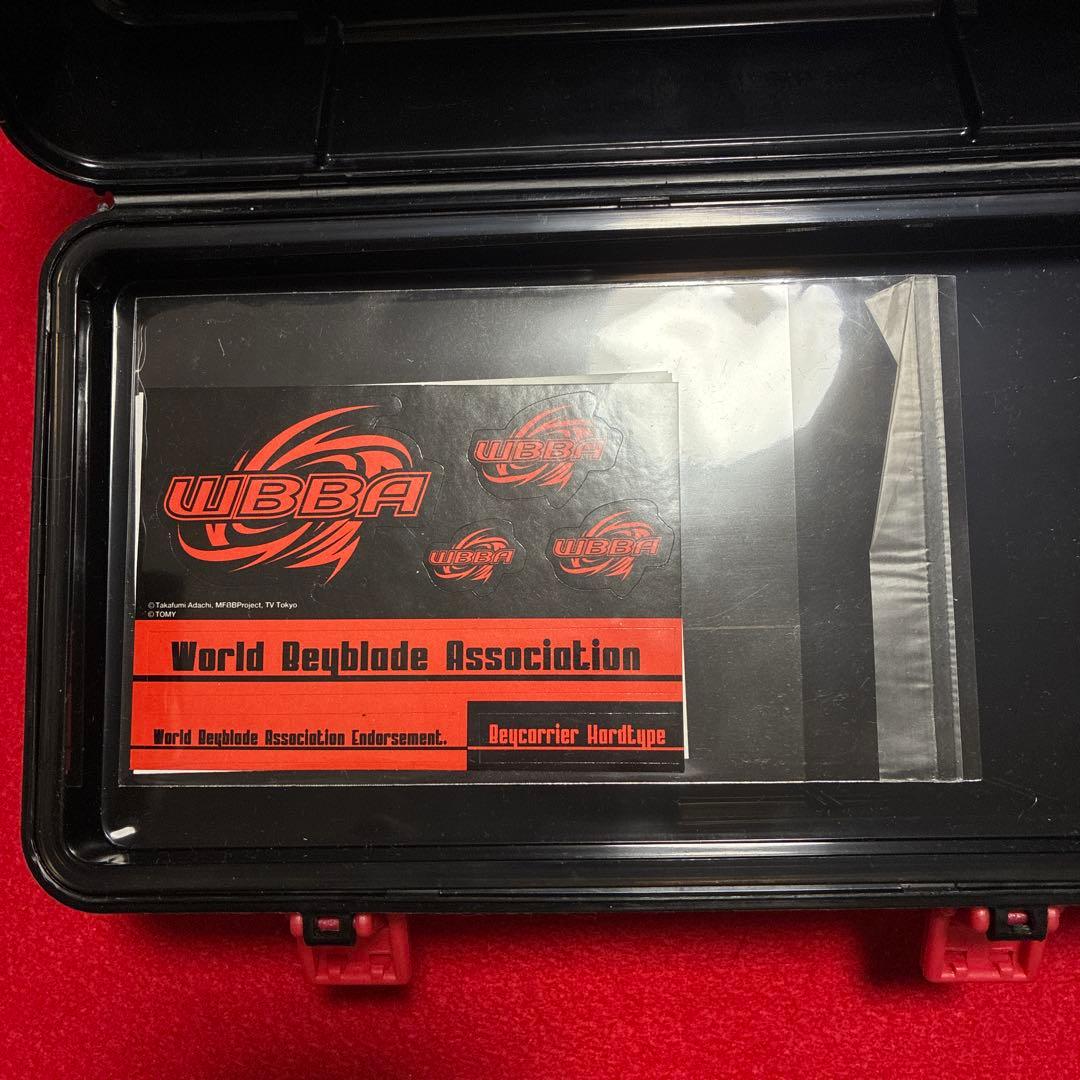 WBBA
WBBA
WBBA
WBBA
©Takafumi Adachi, MFBBProject, TV Tokyo
©TOMY
World Beyblade Association
World Beyblade Association Endorsement.
Beycarrier Hardtype